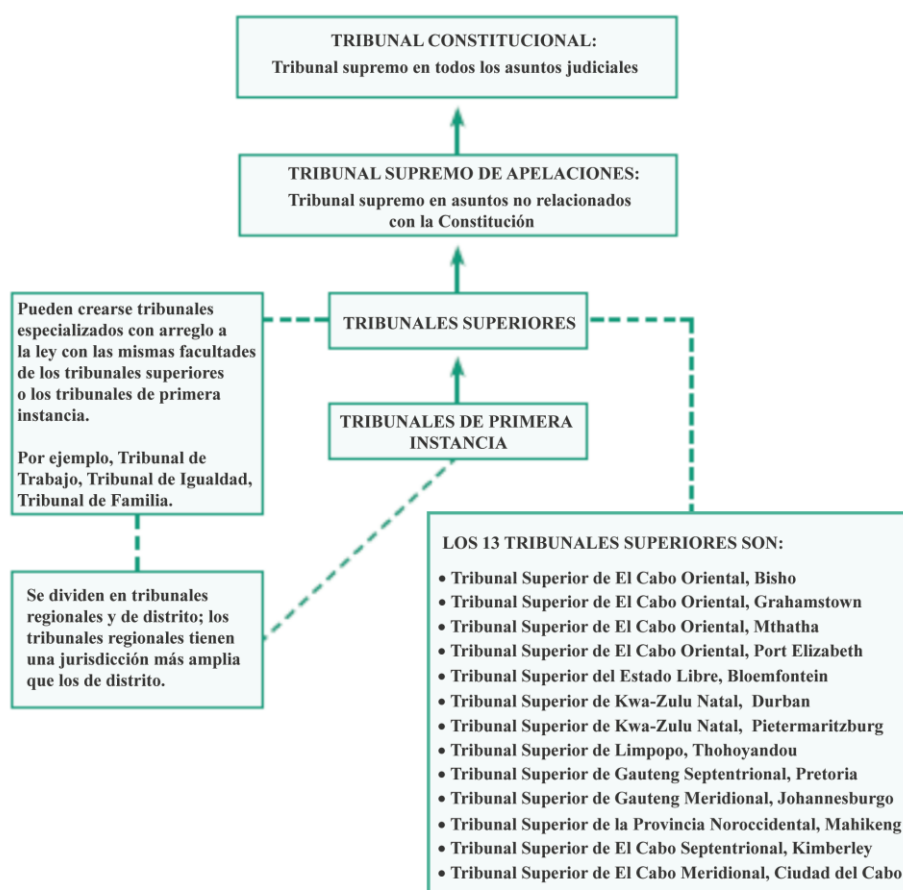 TRIBUNAL CONSTITUCIONAL:
Tribunal supremo en todos los asuntos judiciales
TRIBUNAL SUPREMO DE APELACIONES:
Tribunal supremo en asuntos no relacionados
con la Constitución
Pueden crearse tribunales
especializados con arreglo a
la ley con las mismas facultades
de los tribunales superiores
o los tribunales de primera
instancia.
Por ejemplo, Tribunal de
Trabajo, Tribunal de Igualdad,
Tribunal de Familia.
TRIBUNALES SUPERIORES
TRIBUNALES DE PRIMERA
INSTANCIA
Se dividen en tribunales
regionales y de distrito; los
tribunales regionales tienen
una jurisdicción más amplia
que los de distrito.
LOS 13 TRIBUNALES SUPERIORES SON:
• Tribunal Superior de El Cabo Oriental, Bisho
• Tribunal Superior de El Cabo Oriental, Grahamstown
• Tribunal Superior de El Cabo Oriental, Mthatha
• Tribunal Superior de El Cabo Oriental, Port Elizabeth
• Tribunal Superior del Estado Libre, Bloemfontein
• Tribunal Superior de Kwa-Zulu Natal, Durban
• Tribunal Superior de Kwa-Zulu Natal, Pietermaritzburg
• Tribunal Superior de Limpopo, Thohoyandou
• Tribunal Superior de Gauteng Septentrional, Pretoria
• Tribunal Superior de Gauteng Meridional, Johannesburgo
• Tribunal Superior de la Provincia Noroccidental, Mahikeng
• Tribunal Superior de El Cabo Septentrional, Kimberley
• Tribunal Superior de El Cabo Meridional, Ciudad del Cabo